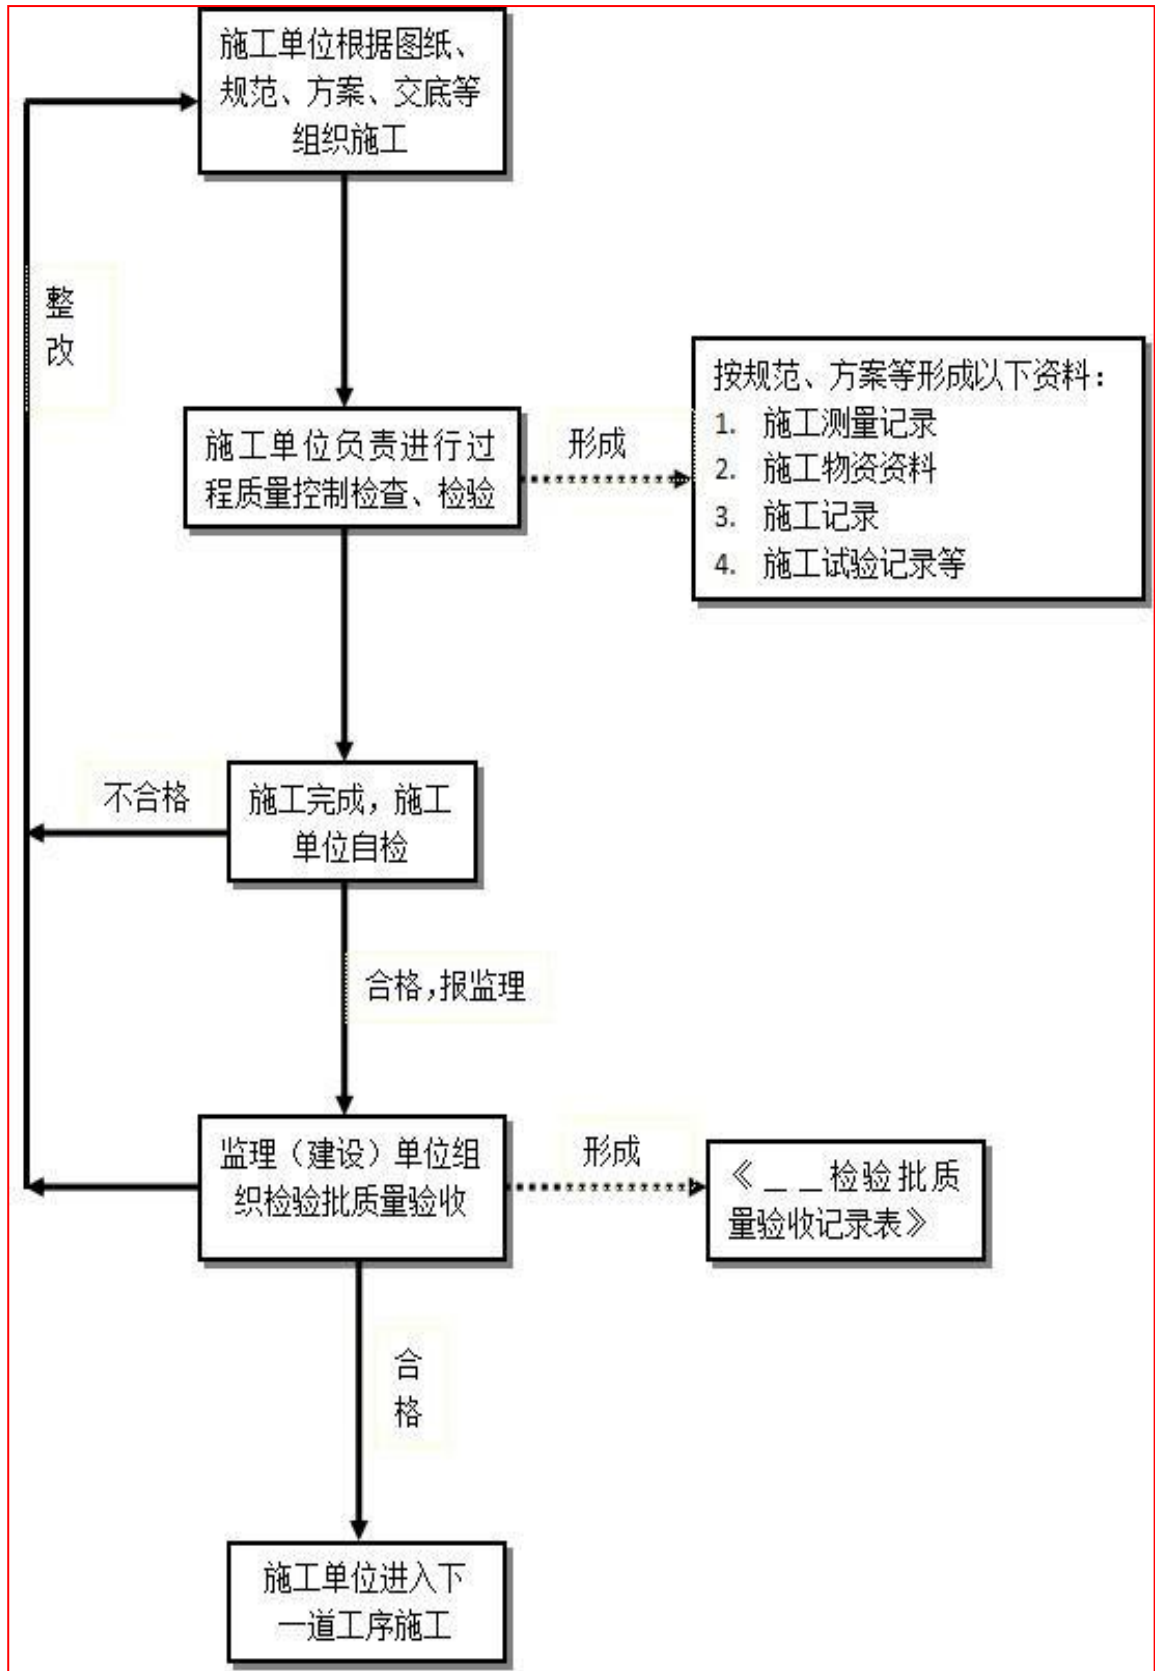 施工单位根据图纸、
规范、方案、交底等
组织施工
整
改
施工单位负责进行过
程质量控制检查、检验
形成
按规范、方案等形成以下资料：
1. 施工测量记录
2. 施工物资资料
3. 施工记录
4. 施工试验记录等
不合格
施工完成，施工
单位自检
合格，报监理
监理（建设）单位组
织检验批质量验收
形成
《＿＿检验批质
量验收记录表》
合
格
施工单位进入下
一道工序施工